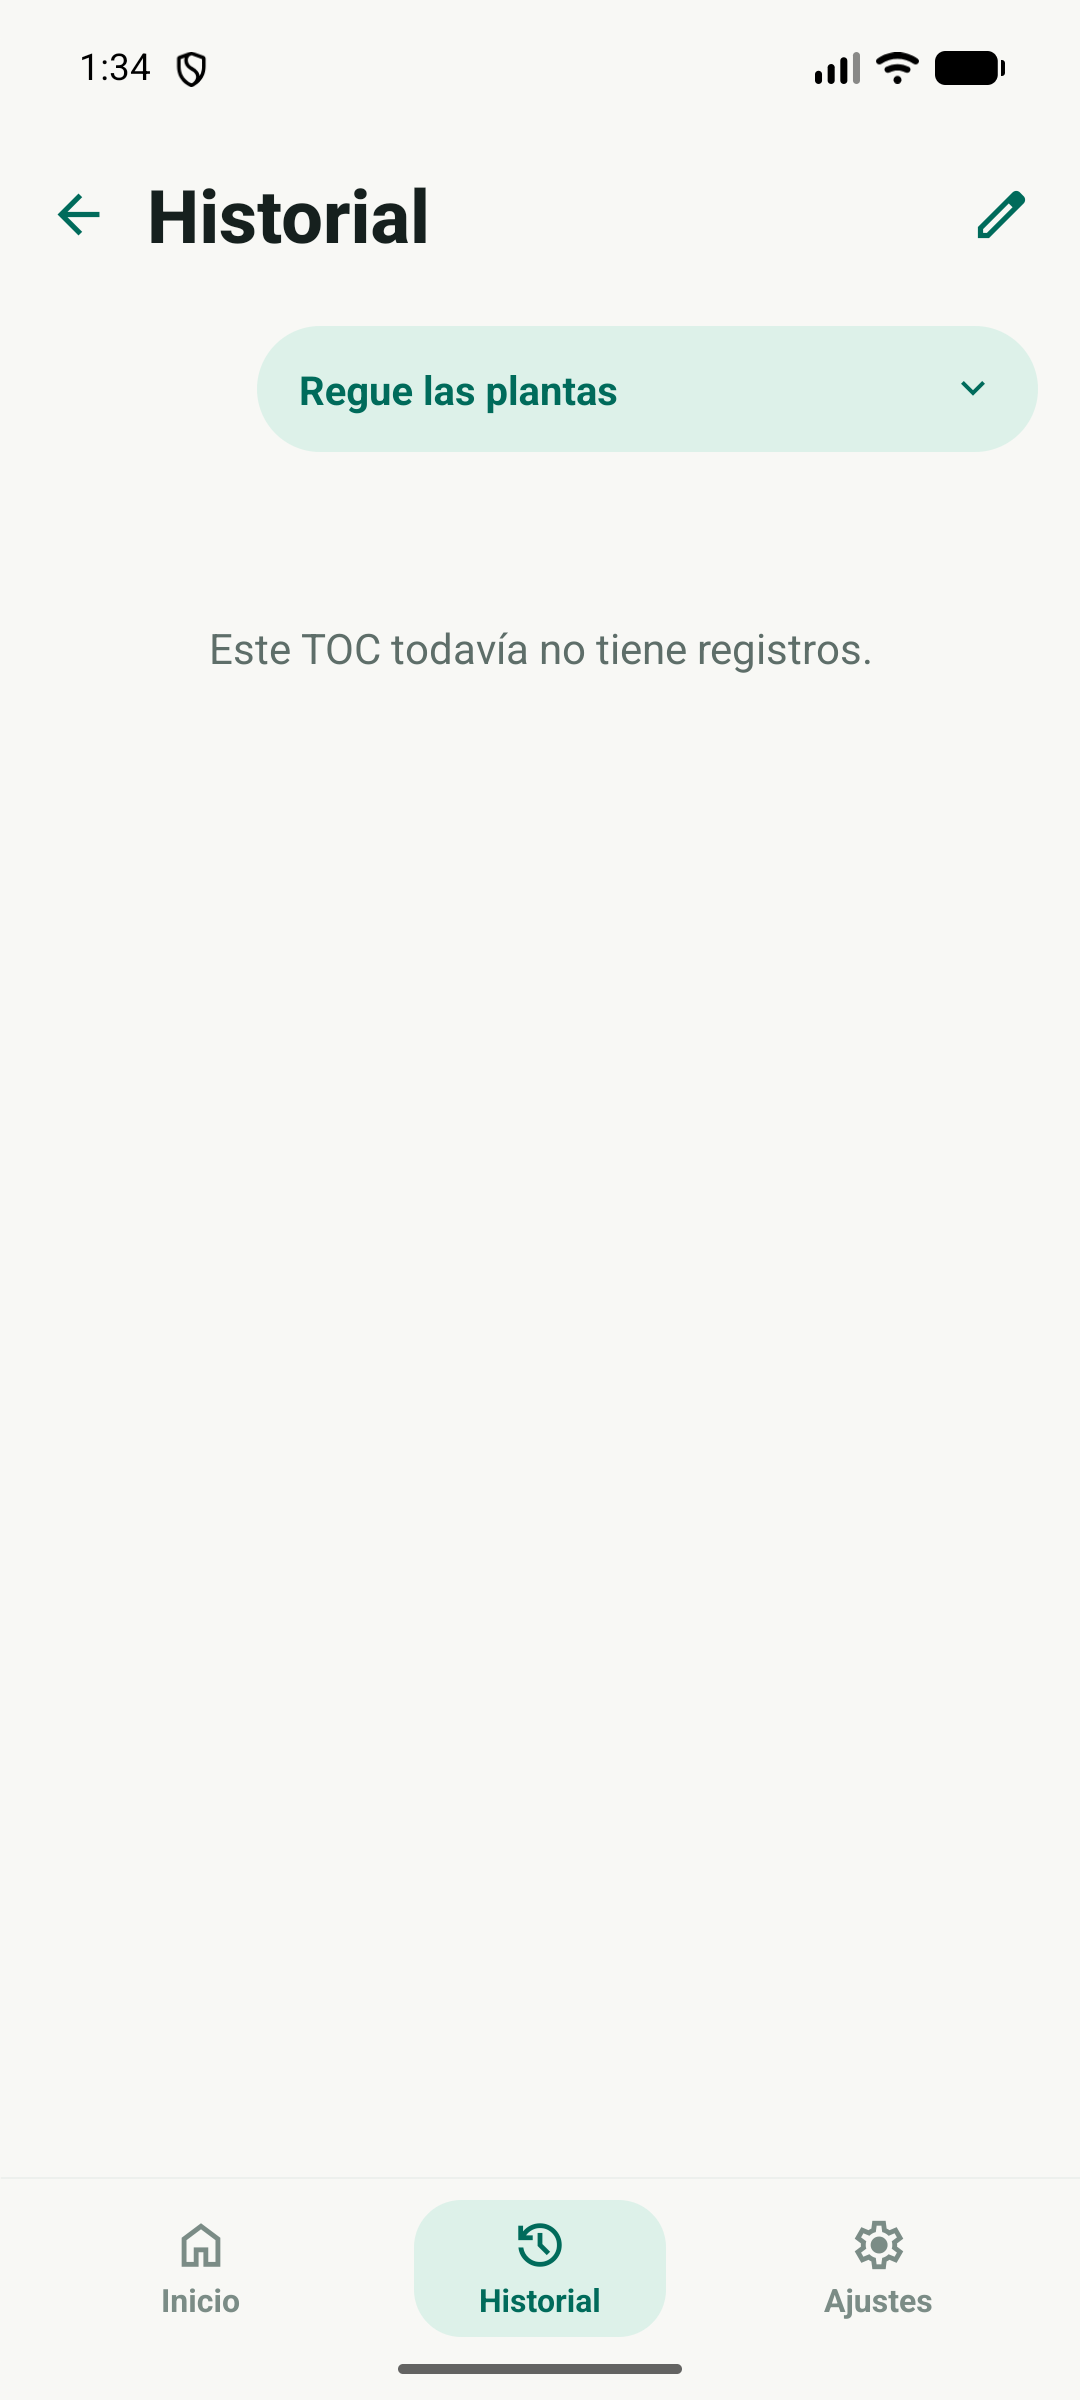 1:34
Historial
Regue las plantas
Este TOC todavía no tiene registros.
Inicio
Historial
Ajustes